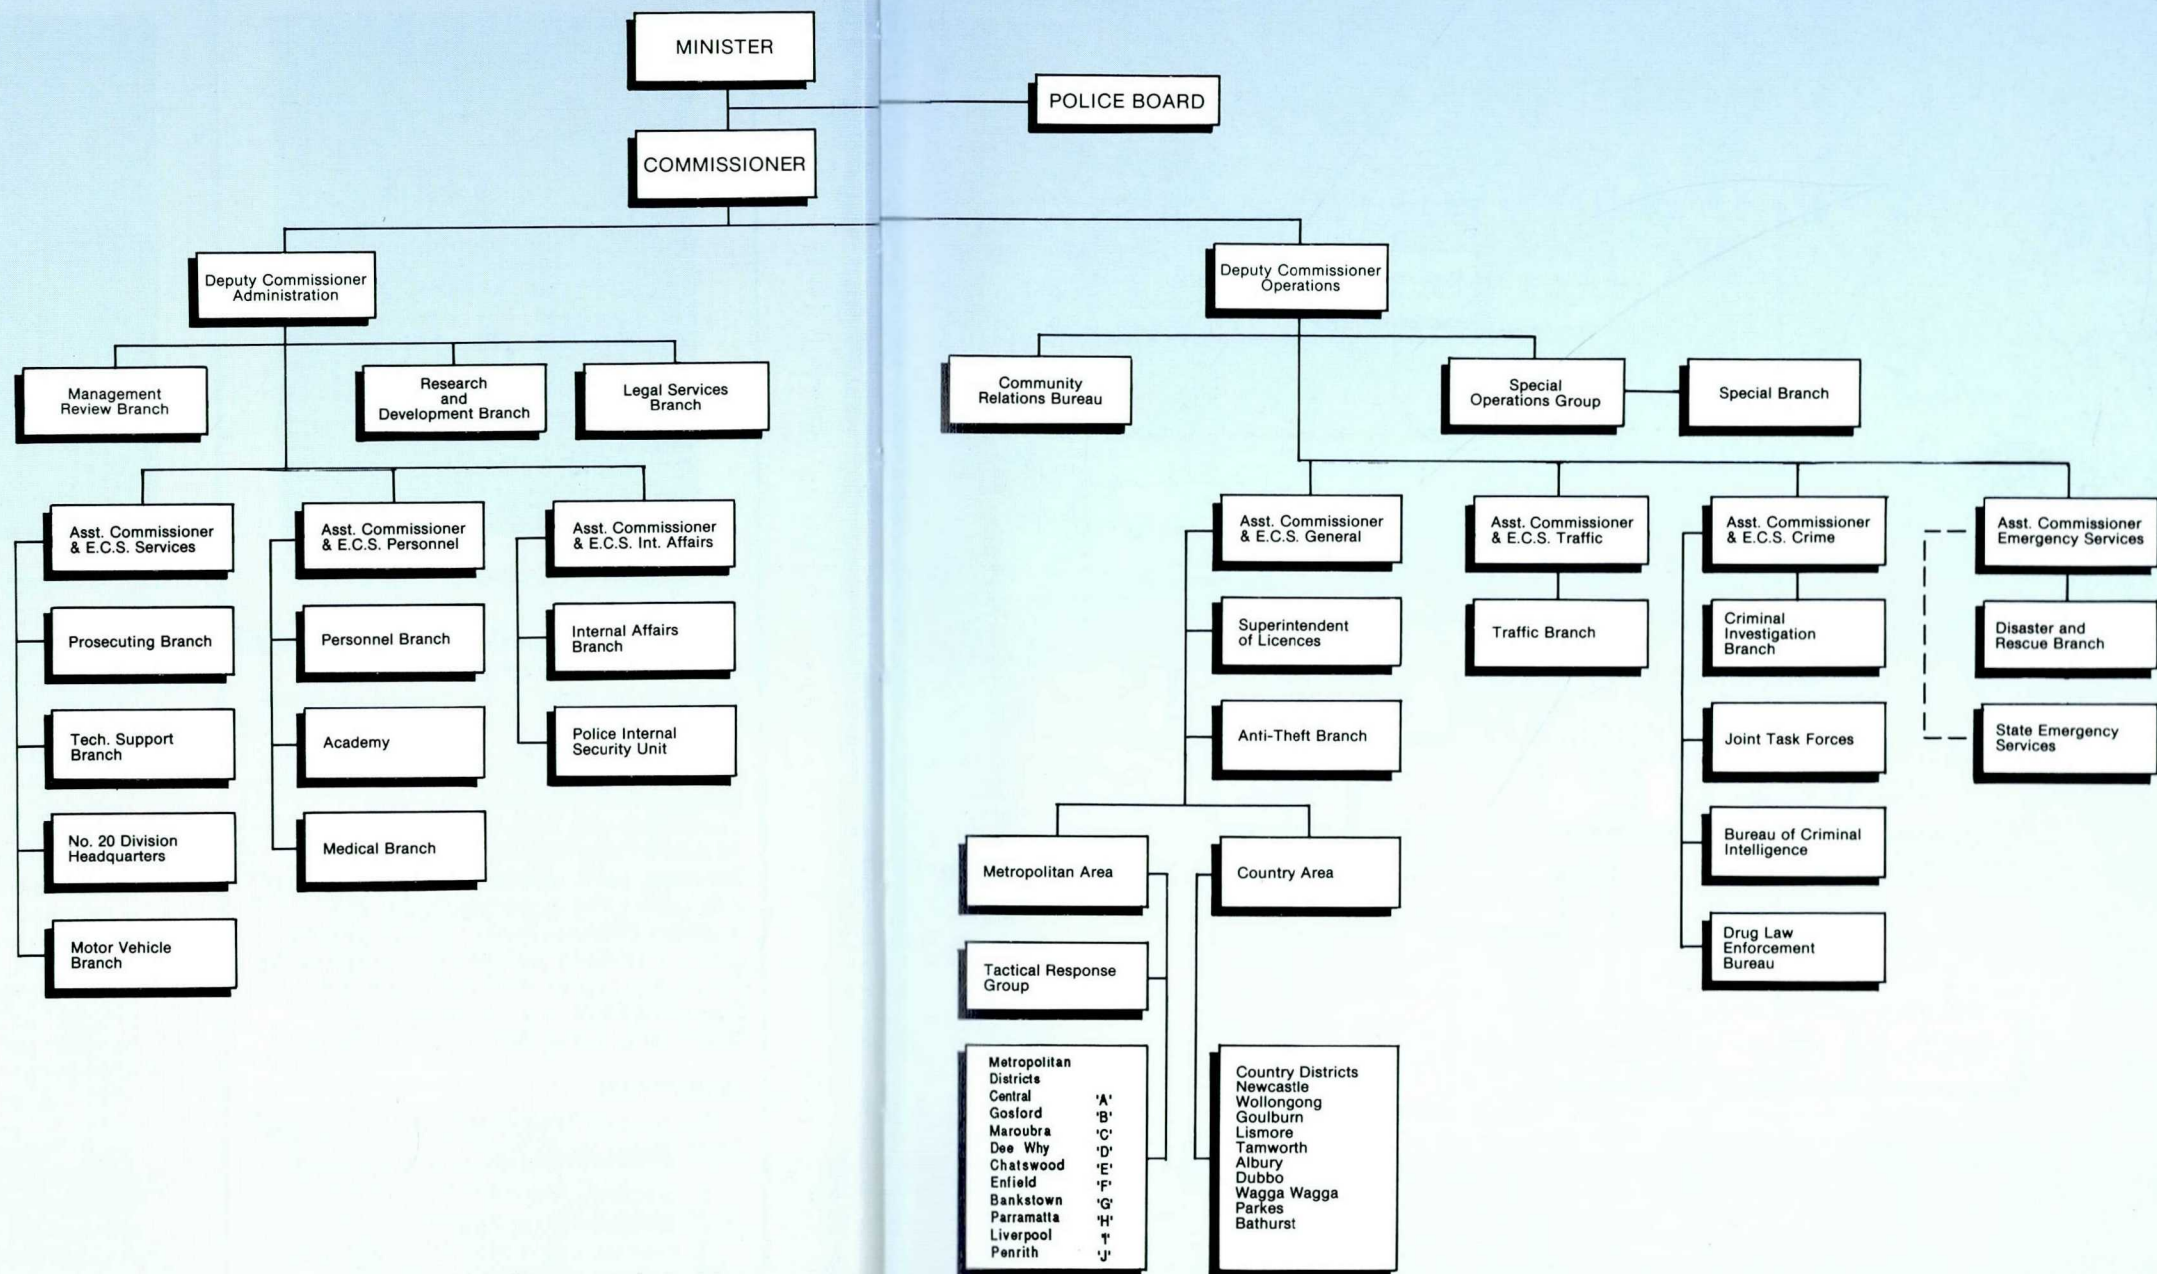 MINISTER
POLICE BOARD
COMMISSIONER
Deputy Commissioner
Administration
Deputy Commissioner
Operations
Management
Review Branch
Research
and
Development Branch
Legal Services
Branch
Community
Relations Bureau
Special
Operations Group
Special Branch
Asst. Commissioner
& E.C.S. Services
Prosecuting Branch
Tech. Support
Branch
No. 20 Division
Headquarters
Motor Vehicle
Branch
Asst. Commissioner
& E.C.S. Personnel
Personnel Branch
Academy
Medical Branch
Asst. Commissioner
& E.C.S. Int. Affairs
Internal Affairs
Branch
Police Internal
Security Unit
Asst. Commissioner
& E.C.S. General
Superintendent
of Licences
Anti-Theft Branch
Metropolitan Area
Tactical Response
Group
Metropolitan
Districts
Central 'A'
Gosford 'B'
Maroubra 'C'
Dee Why 'D'
Chatswood 'E'
Enfield 'F'
Bankstown 'G'
Parramatta 'H'
Liverpool 'I'
Penrith 'J'
Country Area
Country Districts
Newcastle
Wollongong
Goulburn
Lismore
Tamworth
Albury
Dubbo
Wagga Wagga
Parkes
Bathurst
Asst. Commissioner
& E.C.S. Traffic
Traffic Branch
Asst. Commissioner
& E.C.S. Crime
Criminal
Investigation
Branch
Joint Task Forces
Bureau of Criminal
Intelligence
Drug Law
Enforcement
Bureau
Asst. Commissioner
Emergency Services
Disaster and
Rescue Branch
State Emergency
Services